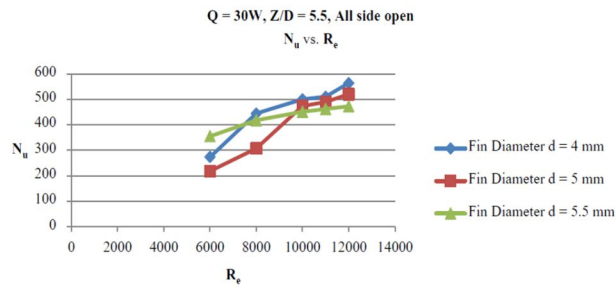 Q = 30W, Z/D = 5.5, All side open
Nu vs. Re
600
500
400
300
200
100
0
Nu
0 2000 4000 6000 8000 10000 12000 14000
Re
Fin Diameter d = 4 mm
Fin Diameter d = 5 mm
Fin Diameter d = 5.5 mm